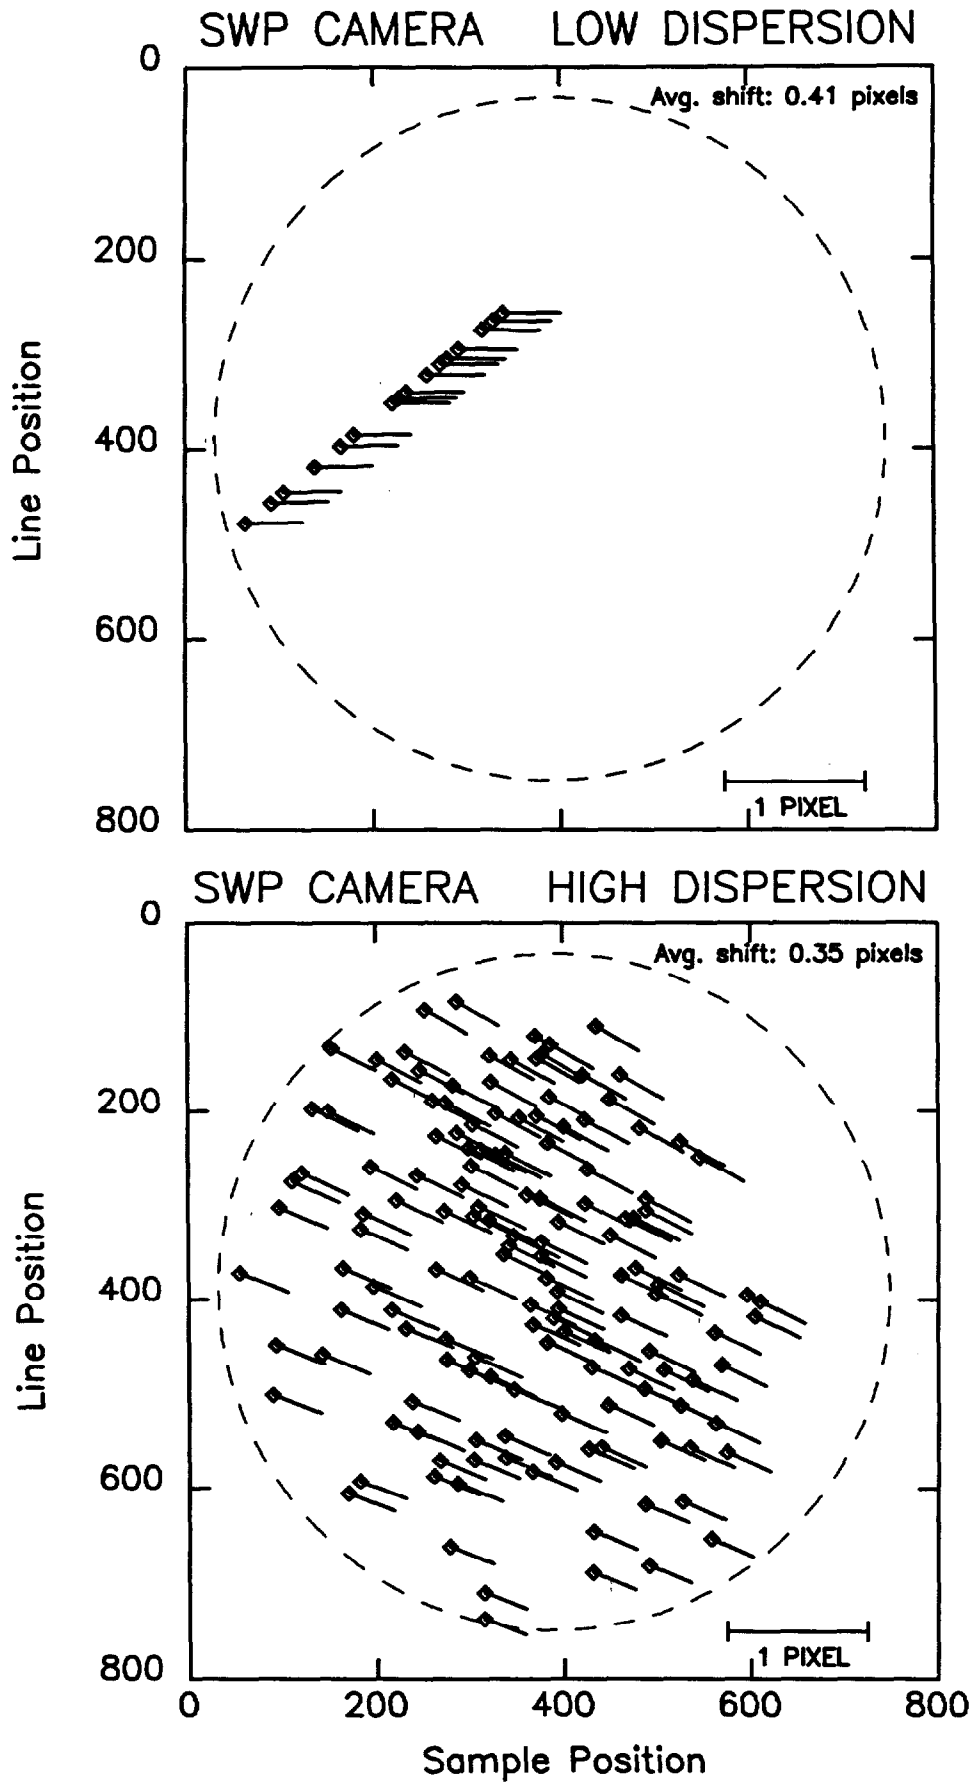 SWP CAMERA LOW DISPERSION
Avg. shift: 0.41 pixels
0
200
400
600
800
Line Position
1 PIXEL
SWP CAMERA HIGH DISPERSION
Avg. shift: 0.35 pixels
0
200
400
600
800
Line Position
1 PIXEL
0 200 400 600 800
Sample Position